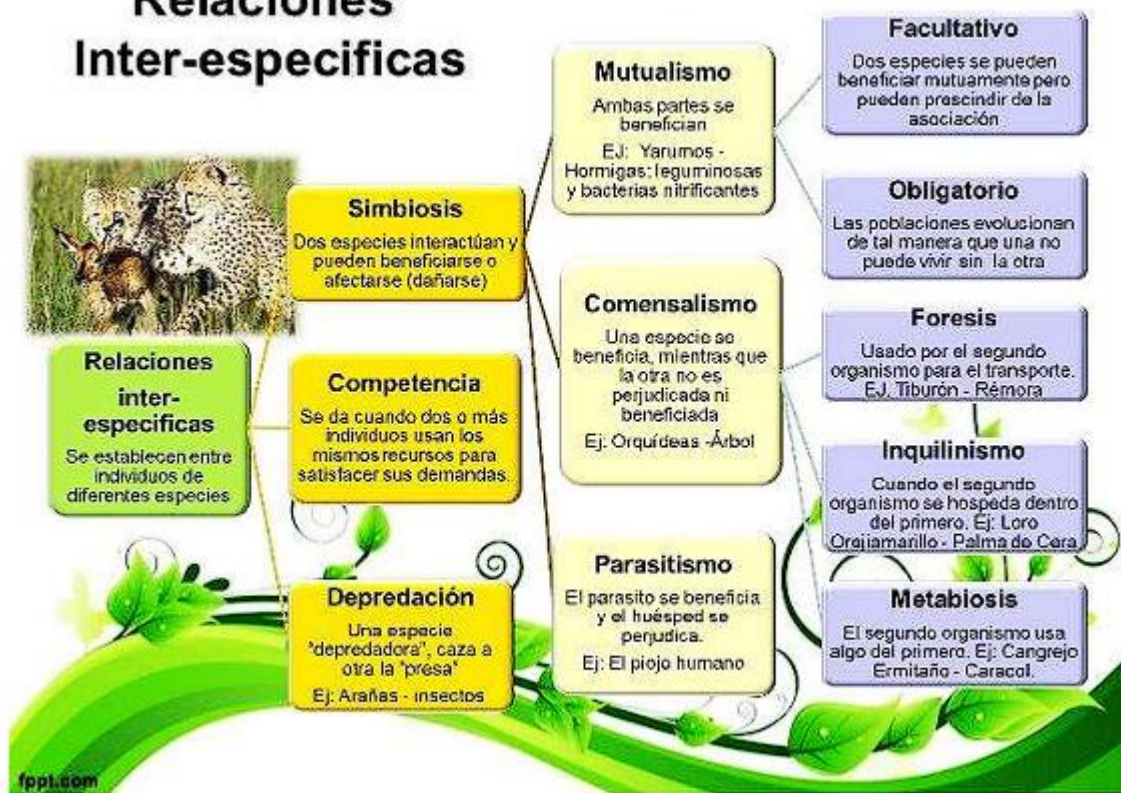 Relaciones
Inter-especificas
Relaciones
inter-
especificas
Se establecen entre
individuos de
diferentes especies
Simbiosis
Dos especies interactúan y
pueden beneficiarse o
afectarse (dañarse)
Competencia
Se da cuando dos o más
individuos usan los
mismos recursos para
satisfacer sus demandas.
Depredación
Una especie
"depredadora", caza a
otra la "presa"
Ej: Arañas - insectos
Mutualismo
Ambas partes se
benefician
EJ: Yarumos -
Hormigas; leguminosas
y bacterias nitrificantes
Comensalismo
Una especie se
beneficia, mientras que
la otra no es
perjudicada ni
beneficiada
Ej: Orquídeas -Árbol
Parasitismo
El parasito se beneficia
y el huésped se
perjudica.
Ej: El piojo humano
Facultativo
Dos especies se pueden
beneficiar mutuamente pero
pueden prescindir de la
asociación
Obligatorio
Las poblaciones evolucionan
de tal manera que una no
puede vivir sin la otra
Foresis
Usado por el segundo
organismo para el transporte.
EJ. Tiburón - Rémora
Inquilinismo
Cuando el segundo
organismo se hospeda dentro
del primero. Ej: Loro
Orejiamarillo - Palma de Cera
Metabiosis
El segundo organismo usa
algo del primero. Ej: Cangrejo
Ermitaño - Caracol.
fppt.com